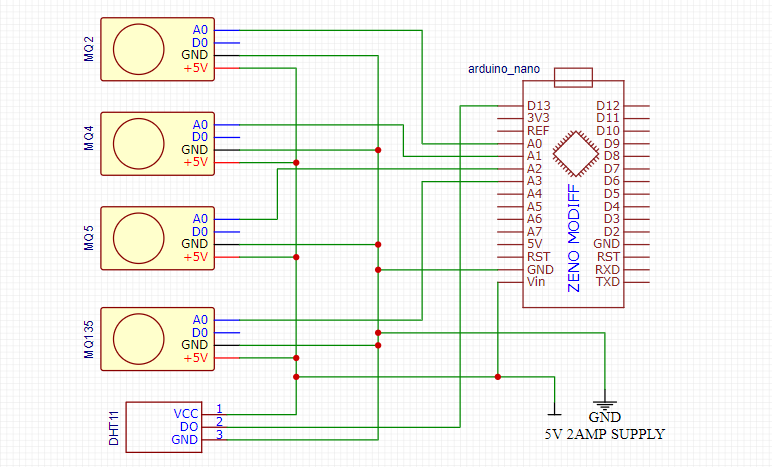 MQ2
A0
D0
GND
+5V
MQ4
A0
D0
GND
+5V
MQ5
A0
D0
GND
+5V
MQ135
A0
D0
GND
+5V
DHT11
VCC 1
DO 2
GND 3
arduino_nano
D13 D12
3V3 D11
REF D10
A0 D9
A1 D8
A2 D7
A3 D6
A4 D5
A5 D4
A6 D3
A7 D2
5V GND
RST RST
GND RXD
Vin TXD
ZENO MODIFF
GND
5V 2AMP SUPPLY